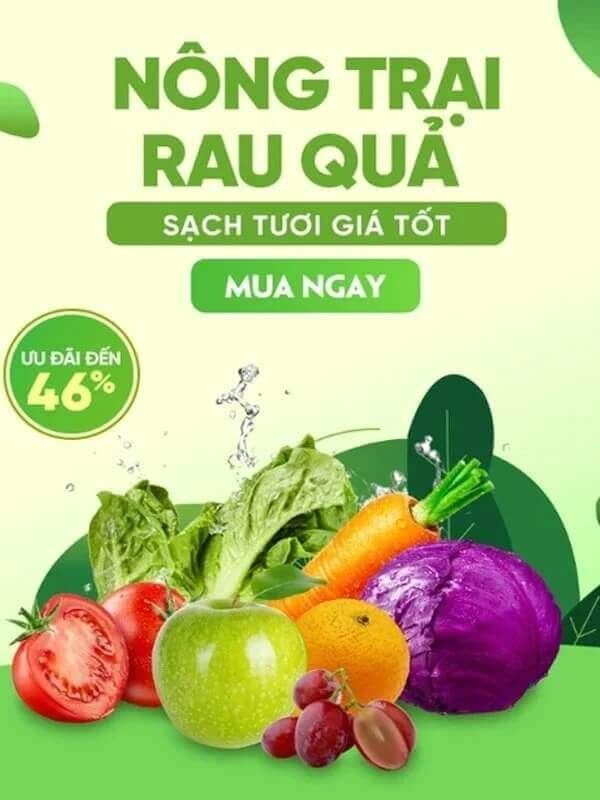 NÔNG TRẠI
RAU QUẢ
SẠCH TƯƠI GIÁ TỐT
MUA NGAY
ƯU ĐÃI ĐẾN
46%